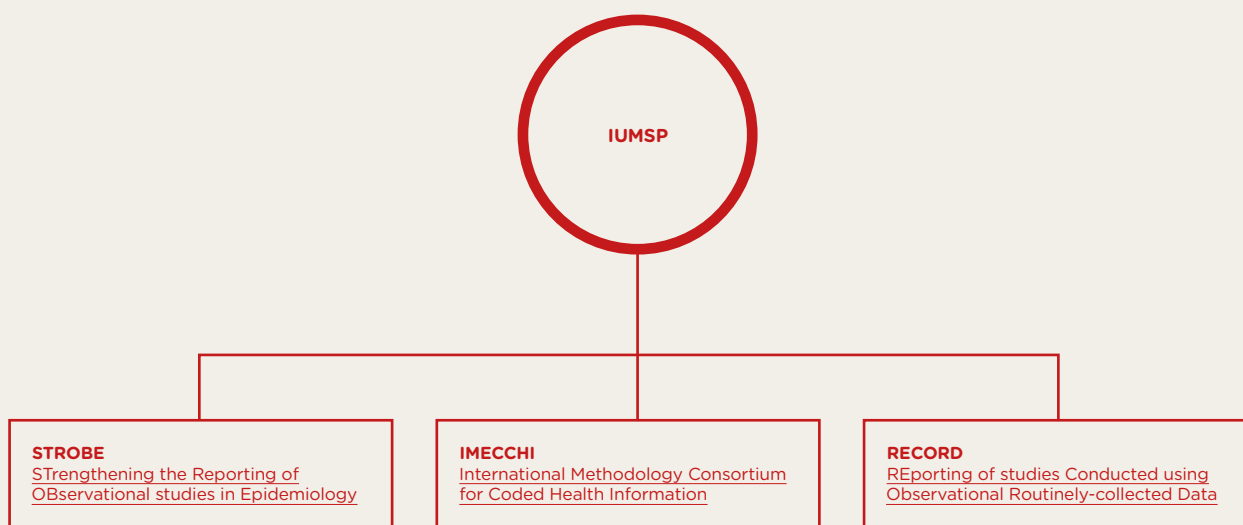 IUMSP
STROBE
STrengthening the Reporting of
OBservational studies in Epidemiology
IMECCHI
International Methodology Consortium
for Coded Health Information
RECORD
REporting of studies Conducted using
Observational Routinely-collected Data